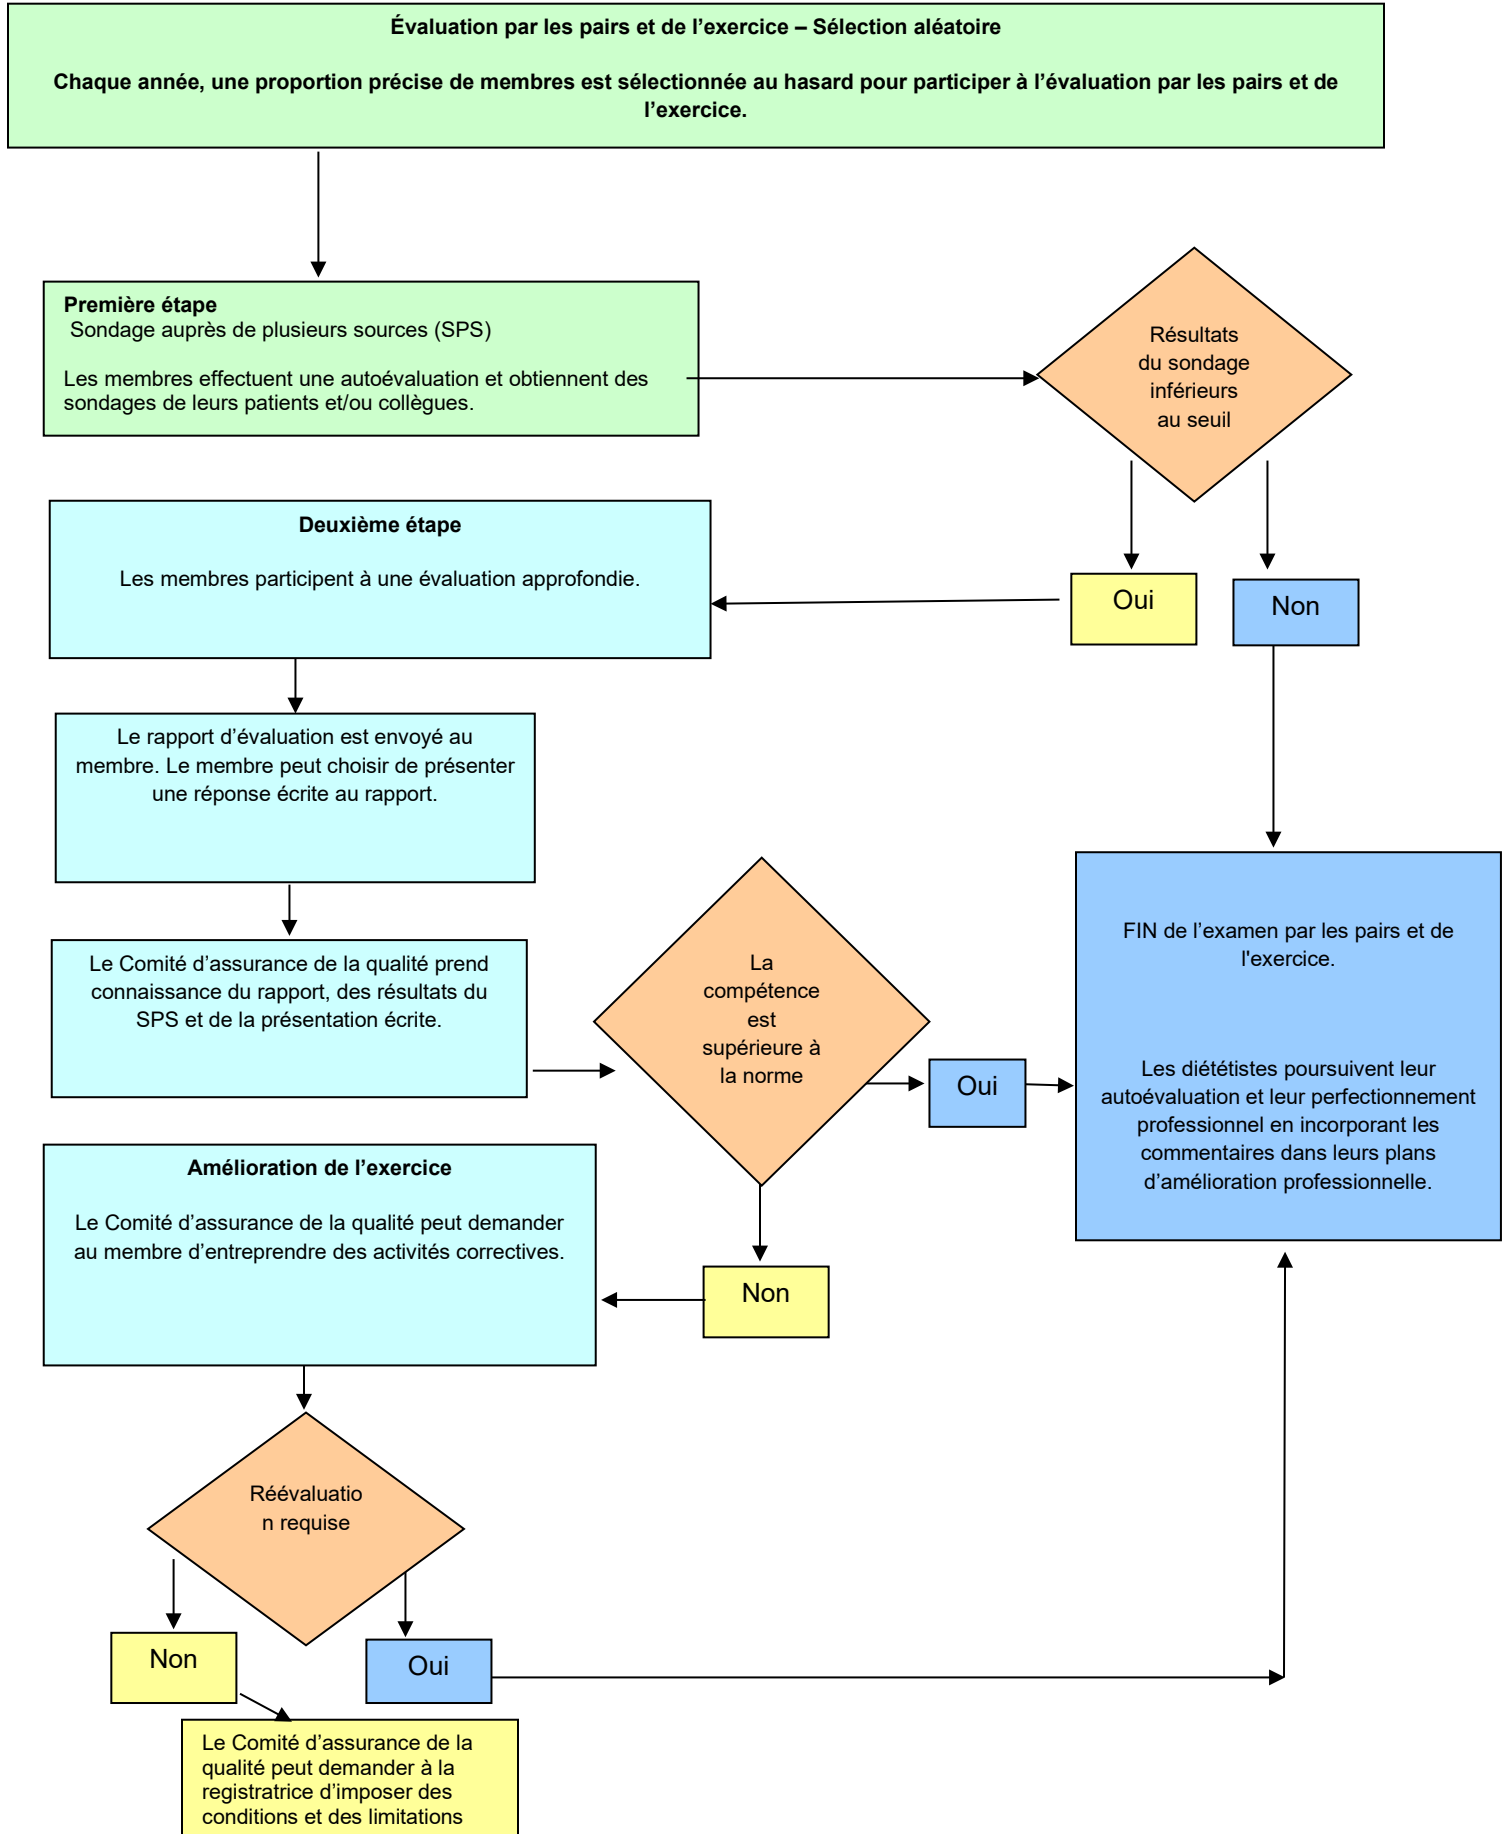 Évaluation par les pairs et de l’exercice – Sélection aléatoire
Chaque année, une proportion précise de membres est sélectionnée au hasard pour participer à l’évaluation par les pairs et de
l’exercice.
Première étape
Sondage auprès de plusieurs sources (SPS)
Les membres effectuent une autoévaluation et obtiennent des
sondages de leurs patients et/ou collègues.
Résultats
du sondage
inférieurs
au seuil
Oui
Non
Deuxième étape
Les membres participent à une évaluation approfondie.
Le rapport d’évaluation est envoyé au
membre. Le membre peut choisir de présenter
une réponse écrite au rapport.
Le Comité d’assurance de la qualité prend
connaissance du rapport, des résultats du
SPS et de la présentation écrite.
La
compétence
est
supérieure à
la norme
Oui
FIN de l’examen par les pairs et de
l'exercice.
Les diététistes poursuivent leur
autoévaluation et leur perfectionnement
professionnel en incorporant les
commentaires dans leurs plans
d’amélioration professionnelle.
Non
Amélioration de l’exercice
Le Comité d’assurance de la qualité peut demander
au membre d’entreprendre des activités correctives.
Réévaluatio
n requise
Non
Oui
Le Comité d’assurance de la
qualité peut demander à la
registratrice d’imposer des
conditions et des limitations